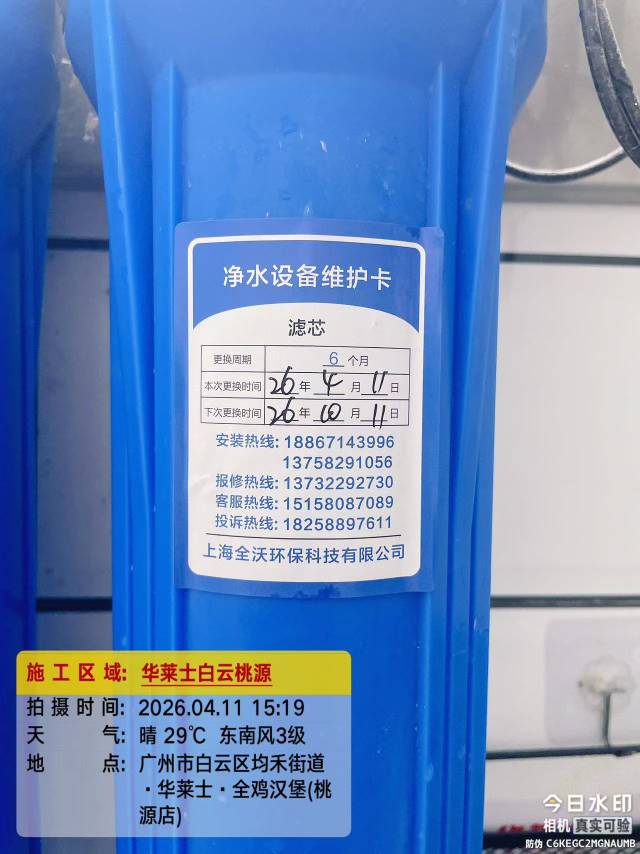 净水设备维护卡
滤芯
更换周期 6 个月
本次更换时间 26 年 4 月 11 日
下次更换时间 26 年 10 月 11 日
安装热线: 18867143996
13758291056
报修热线: 13732292730
客服热线: 15158087089
投诉热线: 18258897611
上海全沃环保科技有限公司
施工区域: 华莱士白云桃源
拍摄时间: 2026.04.11 15:19
天气: 晴 29℃ 东南风3级
地点: 广州市白云区均禾街道
·华莱士·全鸡汉堡(桃
源店)
今日水印
相机 真实可验
防伪 C6KEGC2MGNAUMB